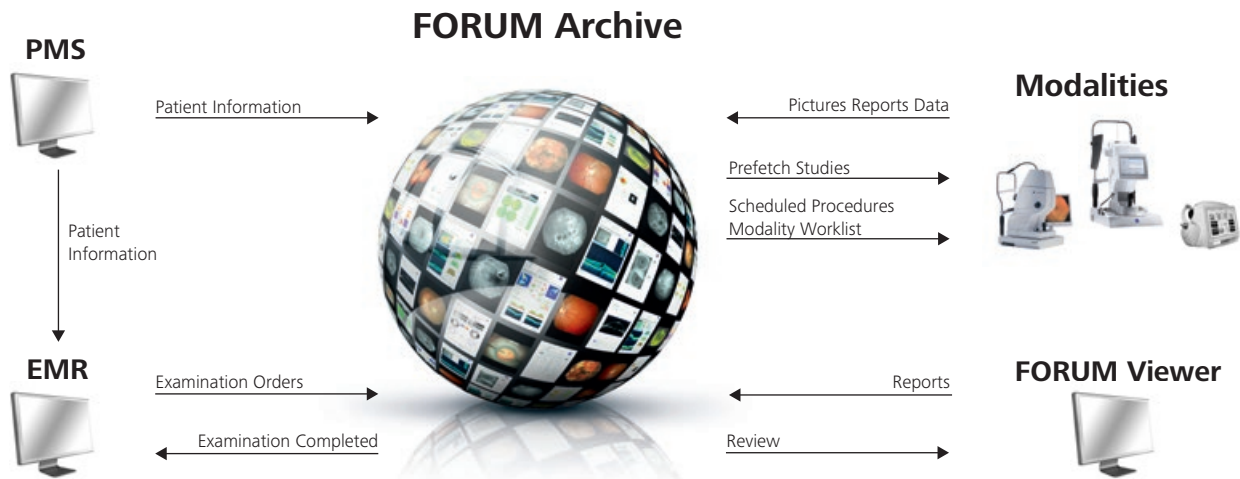 FORUM Archive
PMS
Modalities
Patient Information
Pictures Reports Data
Prefetch Studies
Scheduled Procedures
Modality Worklist
Patient
Information
EMR
FORUM Viewer
Examination Orders
Reports
Examination Completed
Review